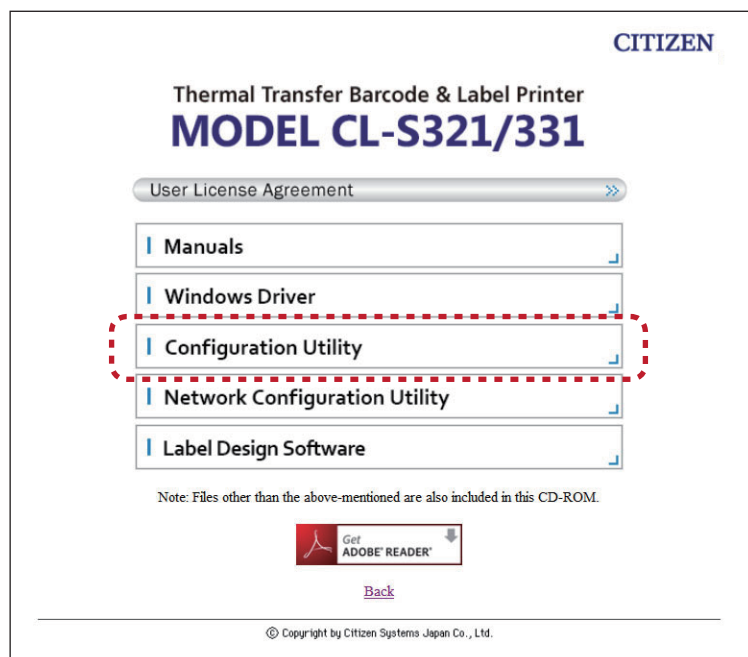 CITIZEN
Thermal Transfer Barcode & Label Printer
MODEL CL-S321/331
User License Agreement
Manuals
Windows Driver
Configuration Utility
Network Configuration Utility
Label Design Software
Note: Files other than the above-mentioned are also included in this CD-ROM.
Get
ADOBE® READER®
Back
© Copyright by Citizen Systems Japan Co., Ltd.